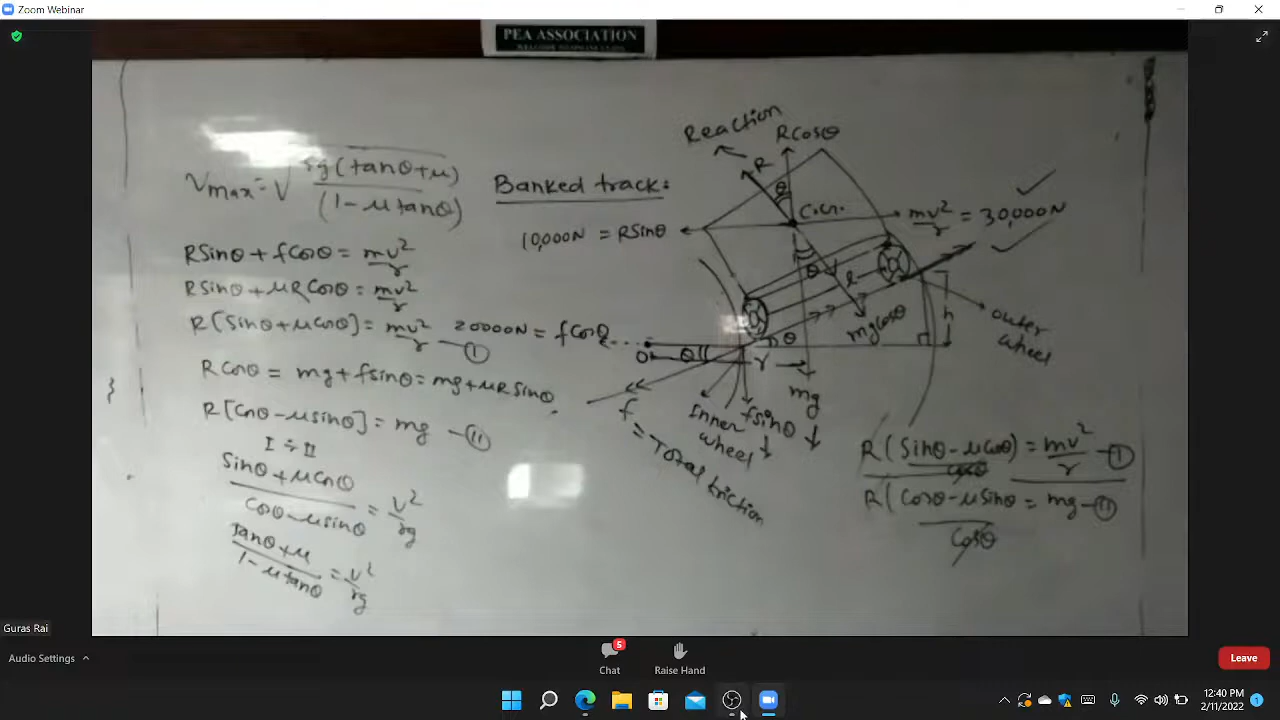 Zoom Webinar
PEA ASSOCIATION
Vmax = √ rg(tanθ+μ)
(1-μtanθ)
Banked track:
Reaction
RCosθ
R
θ
C.G.
mv²/r = 30,000N
10,000N = RSinθ
RSinθ + fCosθ = mv²/r
RSinθ + μRCosθ = mv²/r
R[Sinθ + μCosθ] = mv²/r - I
20000N = fCosθ
θ
l
mgCosθ
h
outer
wheel
O
θ
r
θ
mg
RCosθ = mg + fsinθ = mg + μRSinθ
f
= Total friction
Inner
wheel
fsinθ
R[Cosθ - μsinθ] = mg - II
I ÷ II
Sinθ + μCosθ
Cosθ - μsinθ
= v²/rg
Tanθ + μ
1 - μtanθ
= v²/rg
R(Sinθ - μCosθ) = mv²/r - I
Cosθ
R(Cosθ - μSinθ = mg - II
Cosθ
Guras Rai
Audio Settings
5
Chat
Raise Hand
Leave
12:40 PM
2/11/2022
1